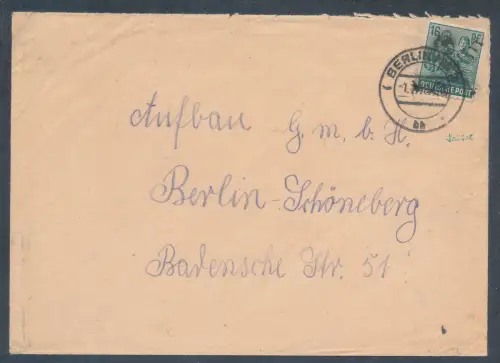 16
DEUTSCHE POST
BERLIN
Aufbau G. m. b. H.
Berlin-Schöneberg
Badensche Str. 51